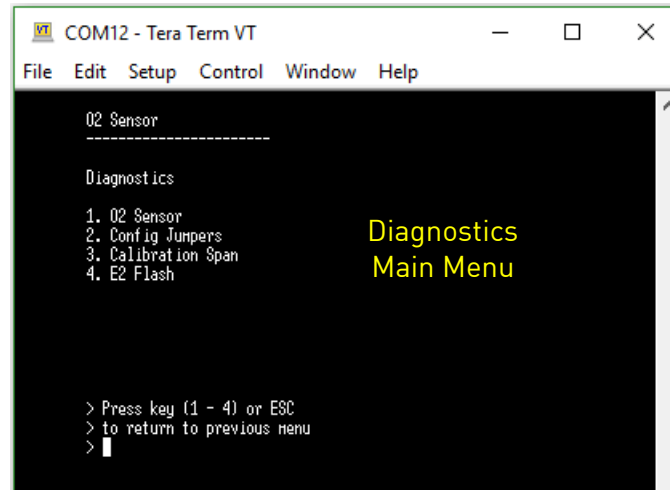 COM12 - Tera Term VT
File Edit Setup Control Window Help
O2 Sensor
-----------------------
Diagnostics
1. O2 Sensor
2. Config Jumpers
3. Calibration Span
4. E2 Flash
Diagnostics
Main Menu
> Press key (1 - 4) or ESC
> to return to previous menu
>